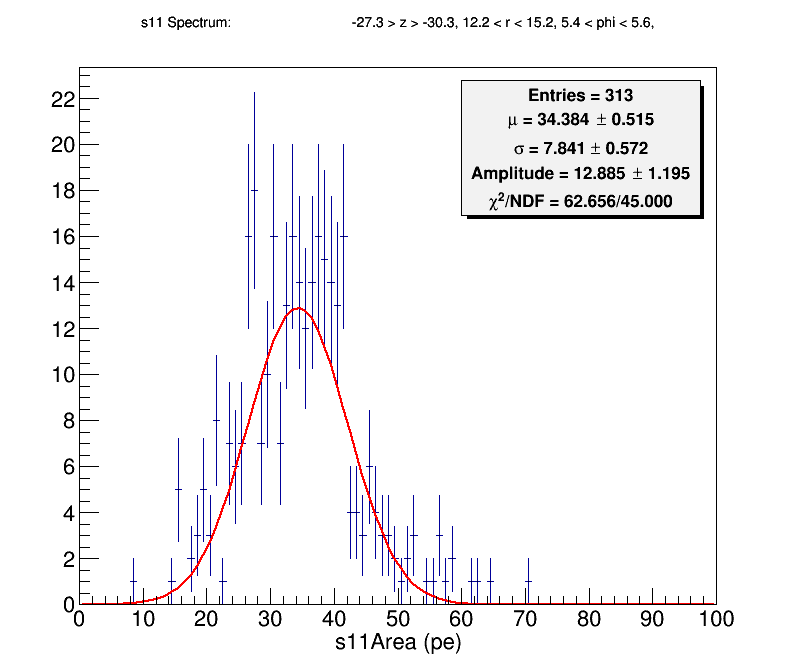 s11 Spectrum: -27.3 > z > -30.3, 12.2 < r < 15.2, 5.4 < phi < 5.6,
Entries = 313
μ = 34.384 ± 0.515
σ = 7.841 ± 0.572
Amplitude = 12.885 ± 1.195
χ²/NDF = 62.656/45.000
22
20
18
16
14
12
10
8
6
4
2
0
0 10 20 30 40 50 60 70 80 90 100
s11Area (pe)